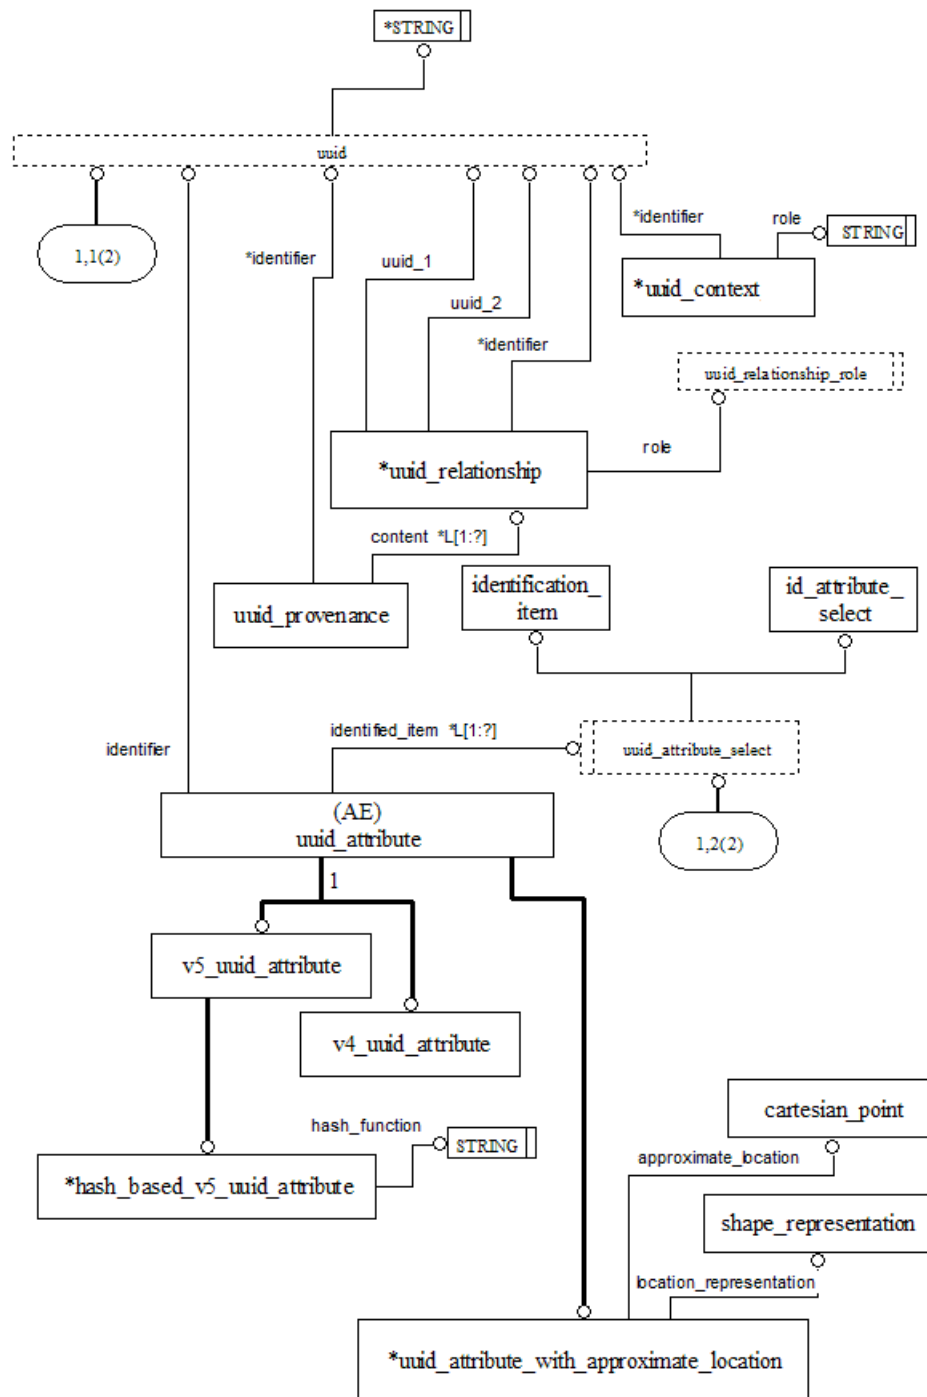 *STRING
uuid
1,1(2)
*identifier
role
STRING
*uuid_context
*identifier
uuid_1
uuid_2
*identifier
uuid_relationship_role
role
*uuid_relationship
content *L[1:?]
identification_
item
id_attribute_
select
uuid_provenance
identified_item *L[1:?]
uuid_attribute_select
identifier
(AE)
uuid_attribute
1,2(2)
1
v5_uuid_attribute
v4_uuid_attribute
cartesian_point
hash_function
STRING
approximate_location
*hash_based_v5_uuid_attribute
shape_representation
location_representation
*uuid_attribute_with_approximate_location